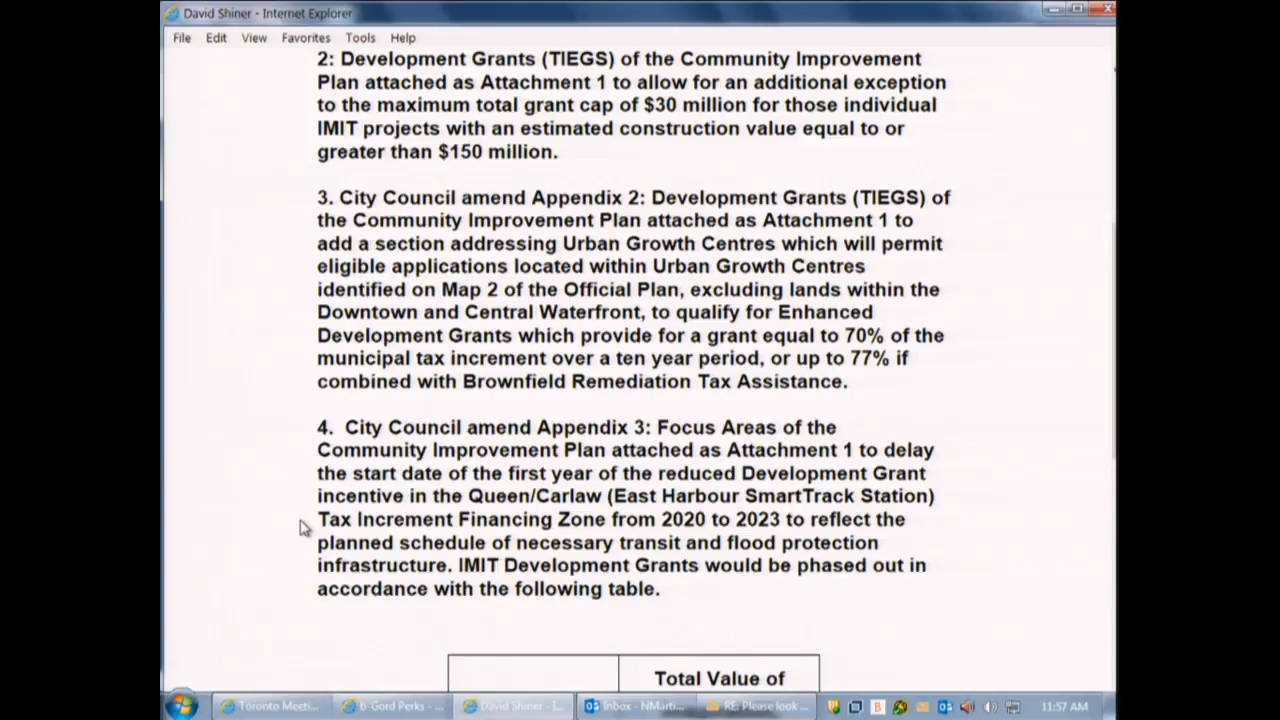 David Shiner - Internet Explorer
File Edit View Favorites Tools Help
2: Development Grants (TIEGS) of the Community Improvement
Plan attached as Attachment 1 to allow for an additional exception
to the maximum total grant cap of $30 million for those individual
IMIT projects with an estimated construction value equal to or
greater than $150 million.
3. City Council amend Appendix 2: Development Grants (TIEGS) of
the Community Improvement Plan attached as Attachment 1 to
add a section addressing Urban Growth Centres which will permit
eligible applications located within Urban Growth Centres
identified on Map 2 of the Official Plan, excluding lands within the
Downtown and Central Waterfront, to qualify for Enhanced
Development Grants which provide for a grant equal to 70% of the
municipal tax increment over a ten year period, or up to 77% if
combined with Brownfield Remediation Tax Assistance.
4. City Council amend Appendix 3: Focus Areas of the
Community Improvement Plan attached as Attachment 1 to delay
the start date of the first year of the reduced Development Grant
incentive in the Queen/Carlaw (East Harbour SmartTrack Station)
Tax Increment Financing Zone from 2020 to 2023 to reflect the
planned schedule of necessary transit and flood protection
infrastructure. IMIT Development Grants would be phased out in
accordance with the following table.
Total Value of
Toronto Meeti... b-Gord Perks - ... David Shiner - I... Inbox - NMarti... RE: Please look ... 11:57 AM